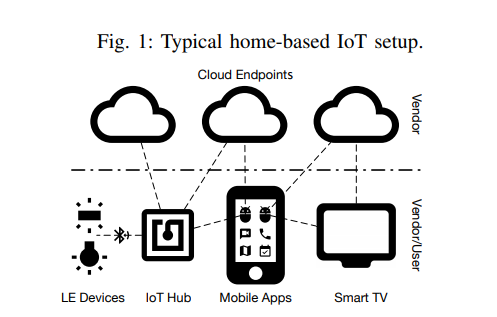 Fig. 1: Typical home-based IoT setup.
Cloud Endpoints
Vendor
Vendor/User
LE Devices IoT Hub Mobile Apps Smart TV